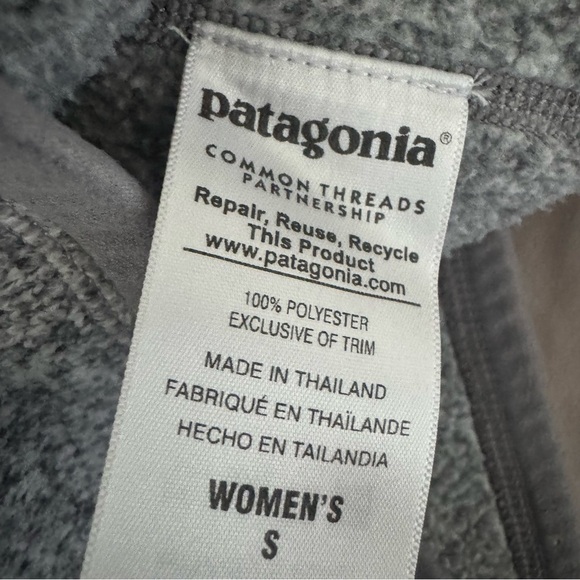 patagonia®
COMMON THREADS
PARTNERSHIP
Repair, Reuse, Recycle
This Product
www.patagonia.com
100% POLYESTER
EXCLUSIVE OF TRIM
MADE IN THAILAND
FABRIQUÉ EN THAÏLANDE
HECHO EN TAILANDIA
WOMEN'S
S